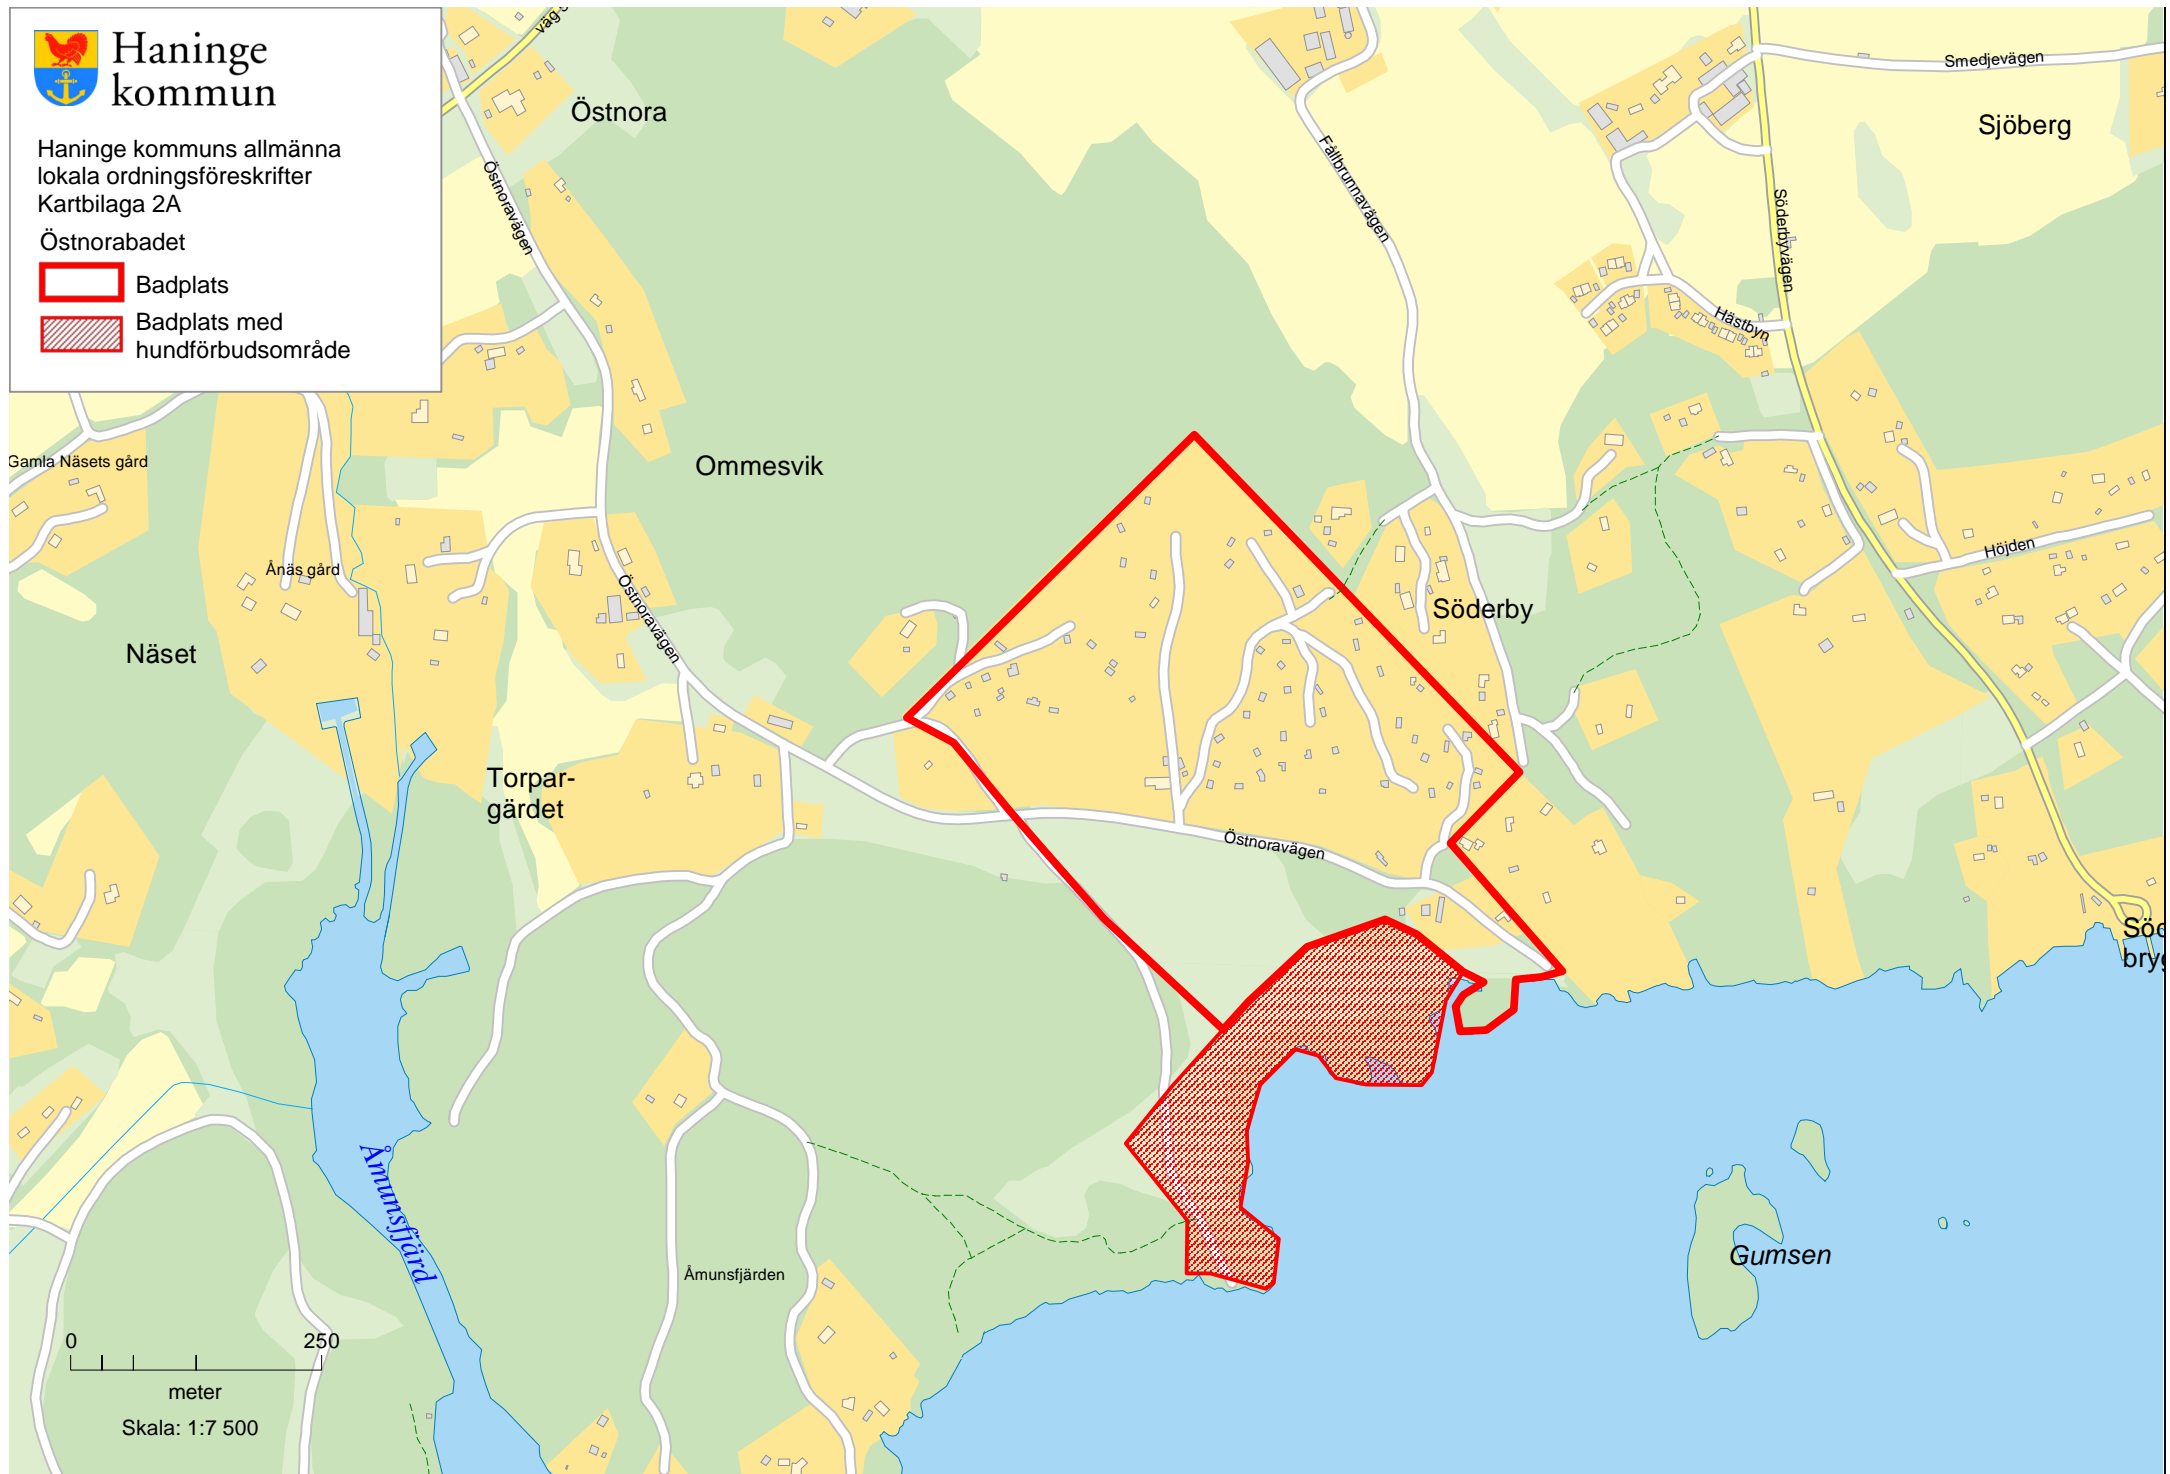 Haninge
kommun
Haninge kommuns allmänna
lokala ordningsföreskrifter
Kartbilaga 2A
Östnorabadet
Badplats
Badplats med
hundförbudsområde
Östnora
Östnoravägen
Fållbrunnavägen
Smedjevägen
Sjöberg
Söderbyvägen
Hästbyn
Gamla Näsets gård
Ommesvik
Ånäs gård
Höjden
Östnoravägen
Söderby
Näset
Torpar-
gärdet
Östnoravägen
Åmunsfjärd
Gumsen
Åmunsfjärden
0 250
meter
Skala: 1:7 500